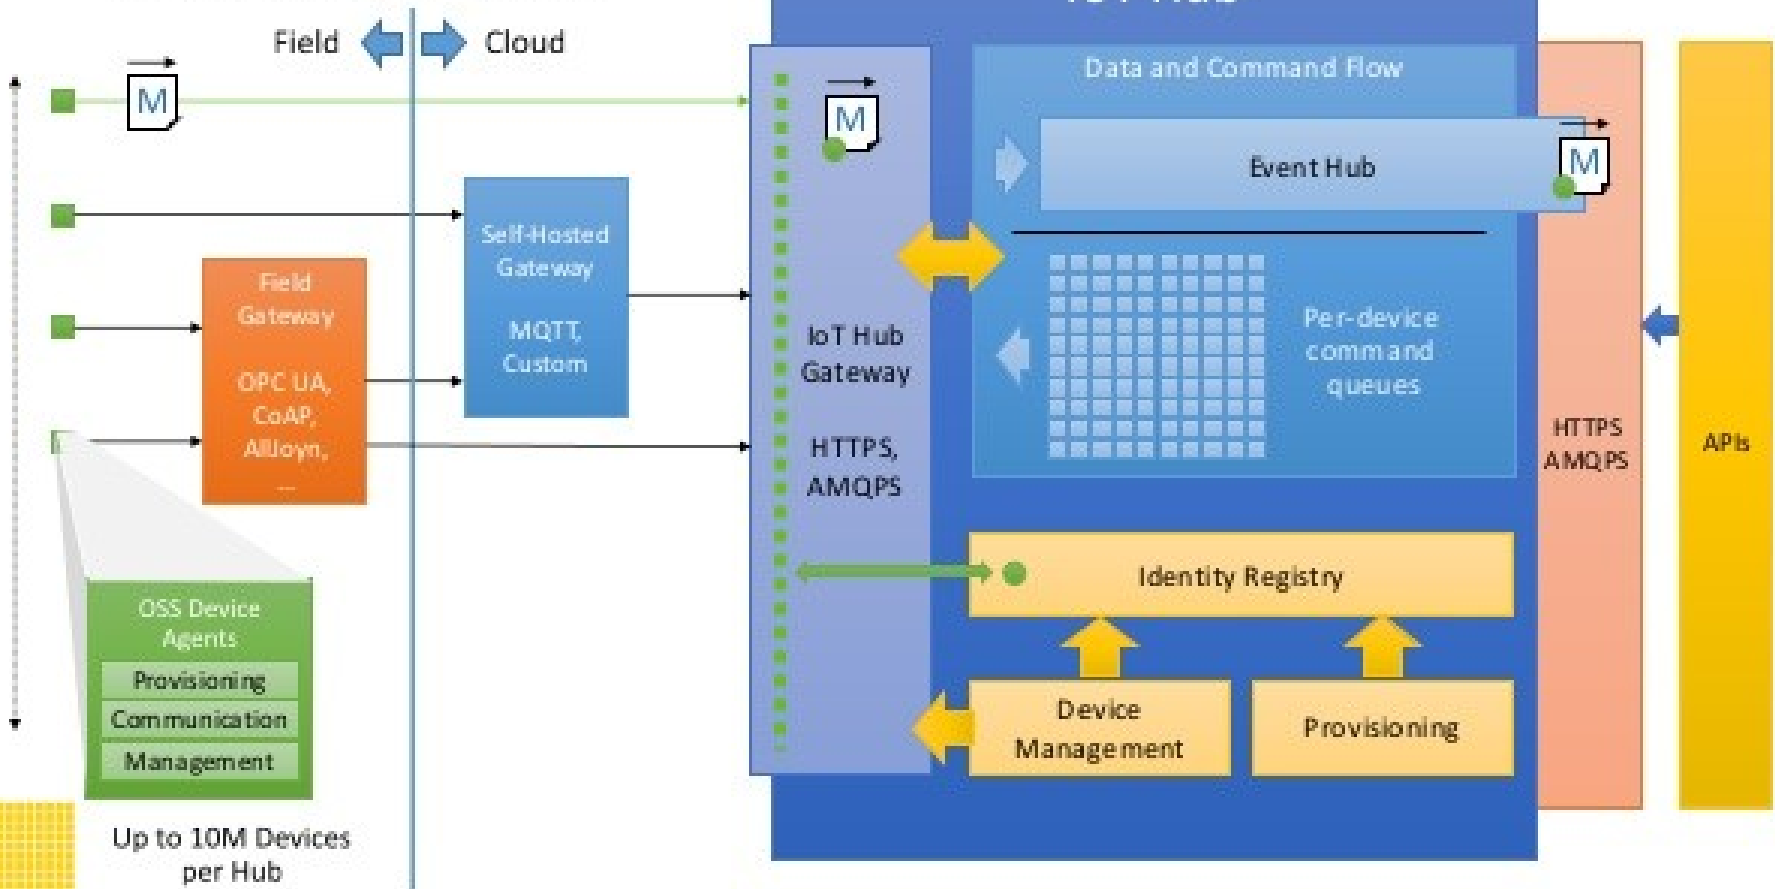 IoT Hub
Field
Cloud
M
M
Data and Command Flow
Event Hub
M
Self-Hosted
Gateway
MQTT,
Custom
Field
Gateway
OPC UA,
CoAP,
AllJoyn,
...
IoT Hub
Gateway
HTTPS,
AMQPS
Per-device
command
queues
HTTPS
AMQPS
APIs
Identity Registry
Device
Management
Provisioning
OSS Device
Agents
Provisioning
Communication
Management
Up to 10M Devices
per Hub